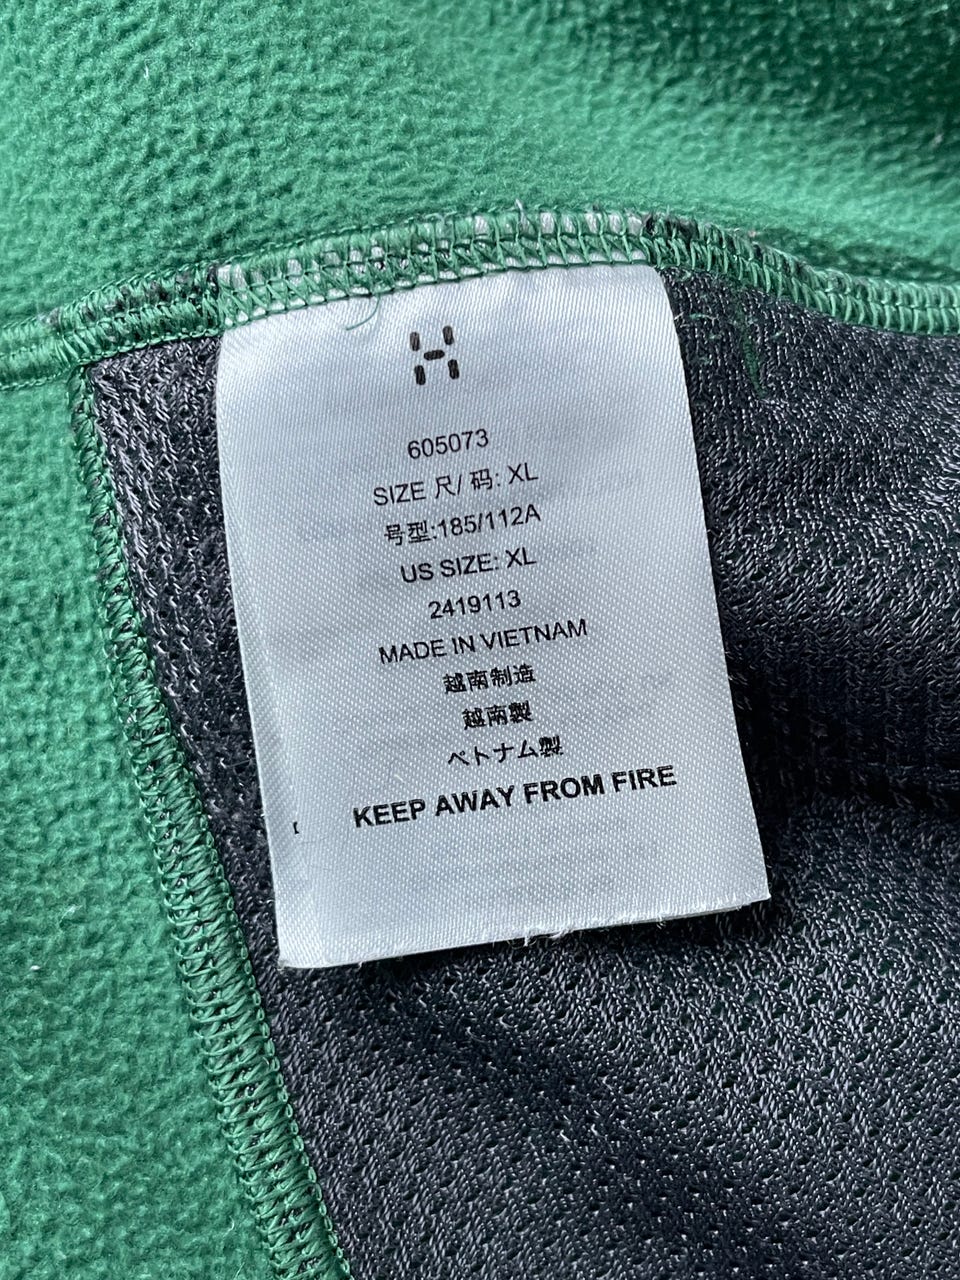 605073
SIZE 尺/ 码: XL
号型:185/112A
US SIZE: XL
2419113
MADE IN VIETNAM
越南制造
越南製
ベトナム製
KEEP AWAY FROM FIRE